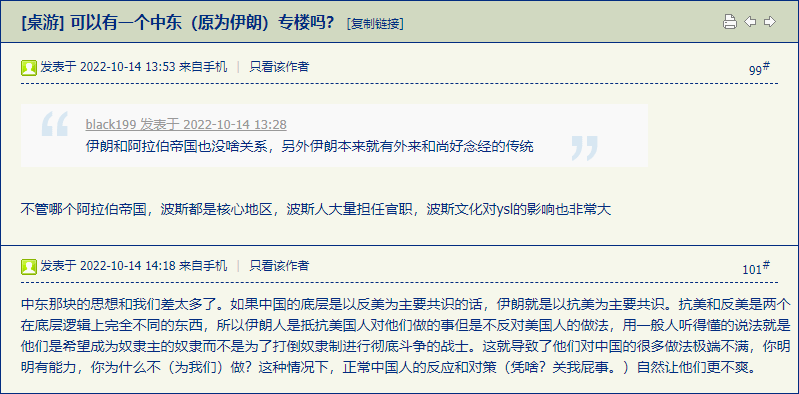 [桌游] 可以有一个中东（原为伊朗）专楼吗？ [复制链接]
发表于 2022-10-14 13:53 来自手机 | 只看该作者
99#
black199 发表于 2022-10-14 13:28
伊朗和阿拉伯帝国也没啥关系，另外伊朗本来就有外来和尚好念经的传统
不管哪个阿拉伯帝国，波斯都是核心地区，波斯人大量担任官职，波斯文化对ysl的影响也非常大
发表于 2022-10-14 14:18 来自手机 | 只看该作者
101#
中东那块的思想和我们差太多了。如果中国的底层是以反美为主要共识的话，伊朗就是以抗美为主要共识。抗美和反美是两个
在底层逻辑上完全不同的东西，所以伊朗人是抵抗美国人对他们做的事但是不反对美国人的做法，用一般人听得懂的说法就是
他们是希望成为奴隶主的奴隶而不是为了打倒奴隶制进行彻底斗争的战士。这就导致了他们对中国的很多做法极端不满，你明
明有能力，你为什么不（为我们）做？这种情况下，正常中国人的反应和对策（凭啥？关我屁事。）自然让他们更不爽。